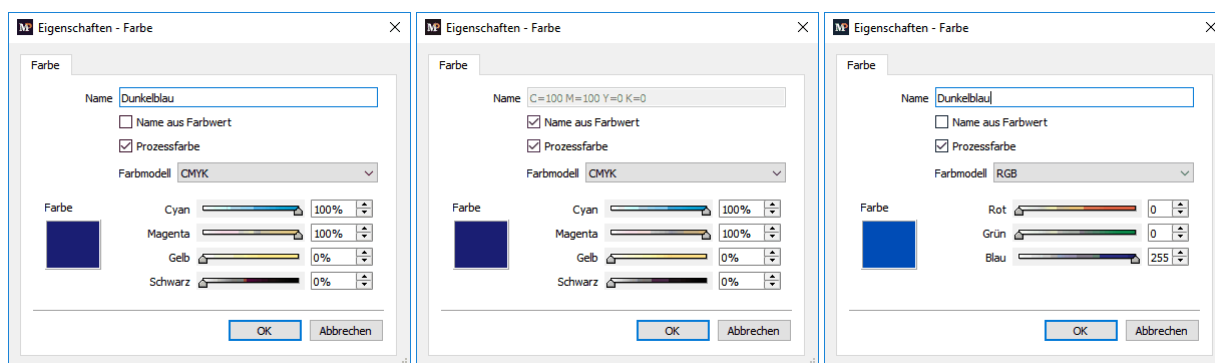 MP Eigenschaften - Farbe
Farbe
Name Dunkelblau
Name aus Farbwert
Prozessfarbe
Farbmodell CMYK
Farbe
Cyan 100%
Magenta 100%
Gelb 0%
Schwarz 0%
OK Abbrechen
MP Eigenschaften - Farbe
Farbe
Name C=100 M=100 Y=0 K=0
Name aus Farbwert
Prozessfarbe
Farbmodell CMYK
Farbe
Cyan 100%
Magenta 100%
Gelb 0%
Schwarz 0%
OK Abbrechen
MP Eigenschaften - Farbe
Farbe
Name Dunkelblau
Name aus Farbwert
Prozessfarbe
Farbmodell RGB
Farbe
Rot 0
Grün 0
Blau 255
OK Abbrechen